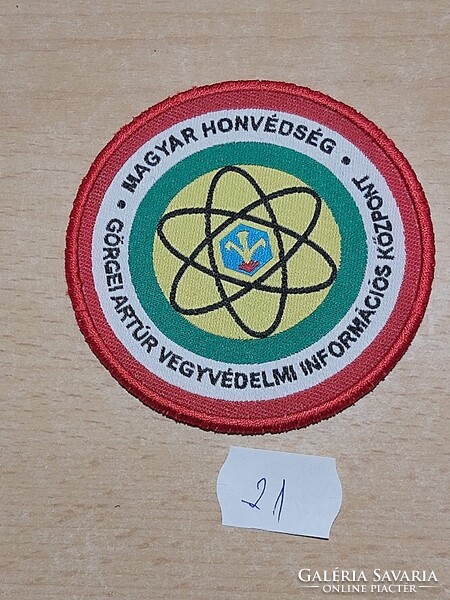 • MAGYAR HONVÉDSÉG •
GÖRGEI ARTÚR VEGYVÉDELMI INFORMÁCIÓS KÖZPONT
21
GALÉRIA SAVARIA
ONLINE PIACTÉR